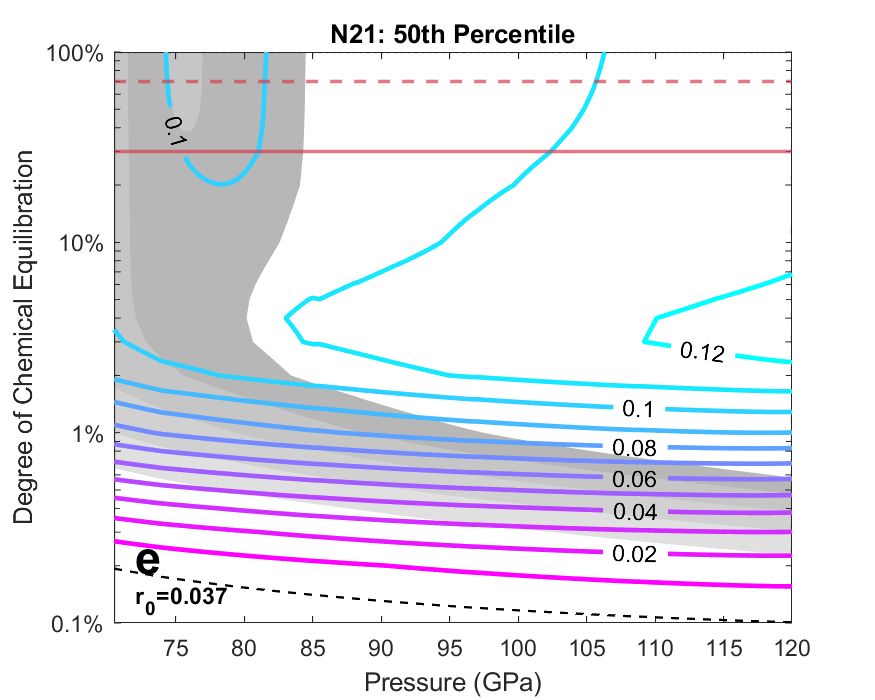 N21: 50th Percentile
100%
10%
1%
0.1%
Degree of Chemical Equilibration
0.1
0.12
0.1
0.08
0.06
0.04
0.02
e
r0=0.037
75 80 85 90 95 100 105 110 115 120
Pressure (GPa)